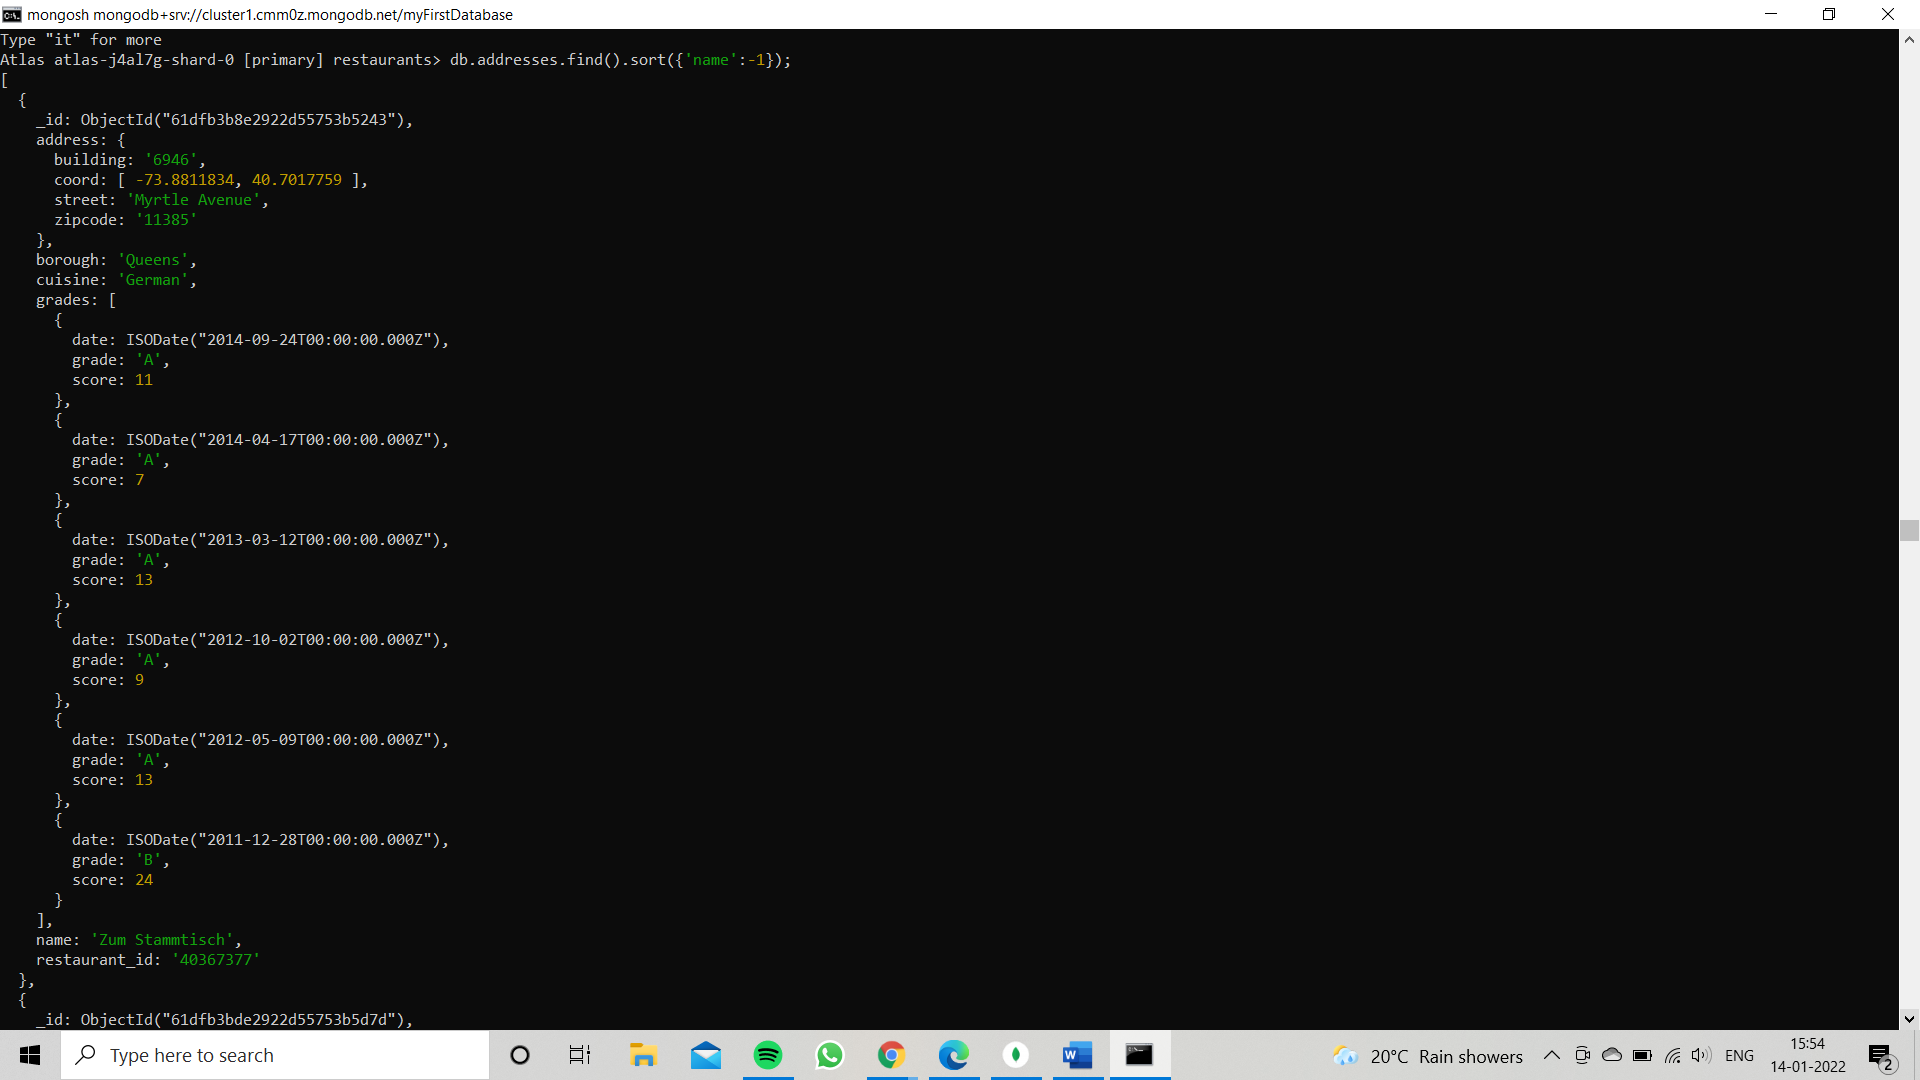 mongosh mongodb+srv://cluster1.cmm0z.mongodb.net/myFirstDatabase
Type "it" for more
Atlas atlas-j4al7g-shard-0 [primary] restaurants> db.addresses.find().sort({'name':-1});
[
  {
    _id: ObjectId("61dfb3b8e2922d55753b5243"),
    address: {
      building: '6946',
      coord: [ -73.8811834, 40.7017759 ],
      street: 'Myrtle Avenue',
      zipcode: '11385'
    },
    borough: 'Queens',
    cuisine: 'German',
    grades: [
      {
        date: ISODate("2014-09-24T00:00:00.000Z"),
        grade: 'A',
        score: 11
      },
      {
        date: ISODate("2014-04-17T00:00:00.000Z"),
        grade: 'A',
        score: 7
      },
      {
        date: ISODate("2013-03-12T00:00:00.000Z"),
        grade: 'A',
        score: 13
      },
      {
        date: ISODate("2012-10-02T00:00:00.000Z"),
        grade: 'A',
        score: 9
      },
      {
        date: ISODate("2012-05-09T00:00:00.000Z"),
        grade: 'A',
        score: 13
      },
      {
        date: ISODate("2011-12-28T00:00:00.000Z"),
        grade: 'B',
        score: 24
      }
    ],
    name: 'Zum Stammtisch',
    restaurant_id: '40367377'
  },
  {
    _id: ObjectId("61dfb3bde2922d55753b5d7d"),
Type here to search
20°C Rain showers
ENG
15:54
14-01-2022
2